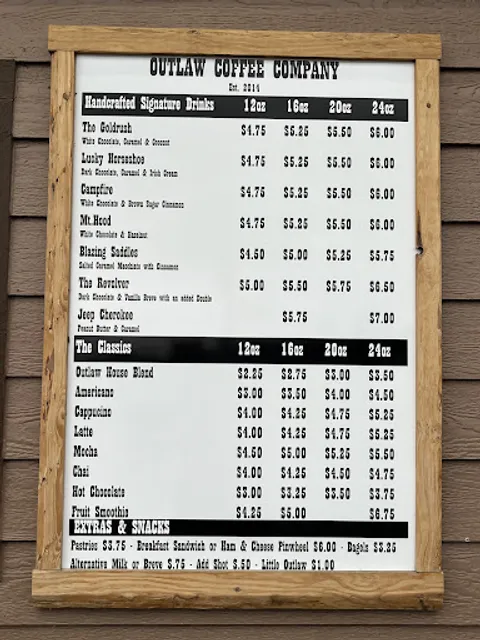 OUTLAW COFFEE COMPANY
Est. 2014
Handcrafted Signature Drinks 12oz 16oz 20oz 24oz
The Goldrush $4.75 $5.25 $5.50 $6.00
White Chocolate, Caramel & Coconut
Lucky Horseshoe $4.75 $5.25 $5.50 $6.00
Dark Chocolate, Caramel & Irish Cream
Campfire $4.75 $5.25 $5.50 $6.00
White Chocolate & Brown Sugar Cinnamon
Mt.Hood $4.75 $5.25 $5.50 $6.00
White Chocolate & Hazelnut
Blazing Saddles $4.50 $5.00 $5.25 $5.75
Salted Caramel Macchiato with Cinnamon
The Revolver $5.00 $5.50 $5.75 $6.50
Dark Chocolate & Vanilla Breve with an added Double
Jeep Cherokee $5.75 $7.00
Peanut Butter & Caramel
The Classics 12oz 16oz 20oz 24oz
Outlaw House Blend $2.25 $2.75 $3.00 $3.50
Americano $3.00 $3.50 $4.00 $4.50
Cappucino $4.00 $4.25 $4.75 $5.25
Latte $4.00 $4.25 $4.75 $5.25
Mocha $4.50 $5.00 $5.25 $5.50
Chai $4.00 $4.25 $4.50 $4.75
Hot Chocolate $3.00 $3.25 $3.50 $3.75
Fruit Smoothie $4.25 $5.00 $6.75
EXTRAS & SNACKS
Pastries $3.75 - Breakfast Sandwich or Ham & Cheese Pinwheel $6.00 - Bagels $3.25
Alternative Milk or Breve $.75 - Add Shot $.50 - Little Outlaw $1.00